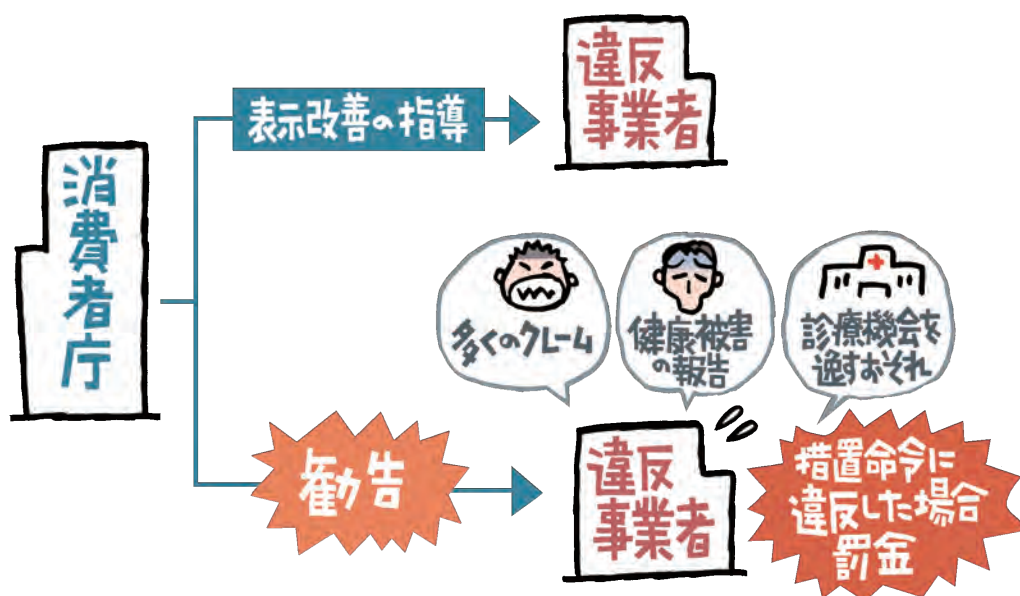 消費者庁
表示改善の指導
違反
事業者
多くのクレーム
健康被害
の報告
診療機会を
逸すおそれ
勧告
違反
事業者
措置命令に
違反した場合
罰金